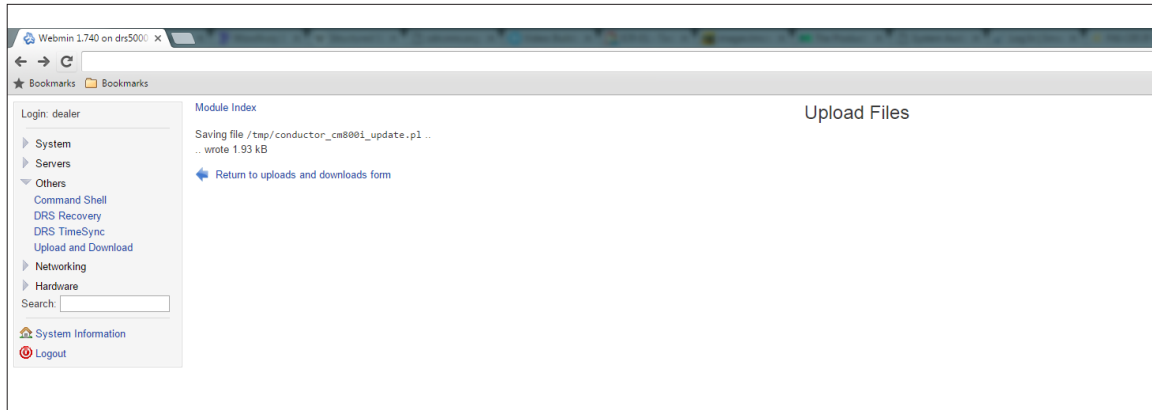 Webmin 1.740 on drs5000
Bookmarks Bookmarks
Login: dealer
System
Servers
Others
Command Shell
DRS Recovery
DRS TimeSync
Upload and Download
Networking
Hardware
Search:
System Information
Logout
Module Index
Upload Files
Saving file /tmp/conductor_cm800i_update.pl ..
.. wrote 1.93 kB
Return to uploads and downloads form